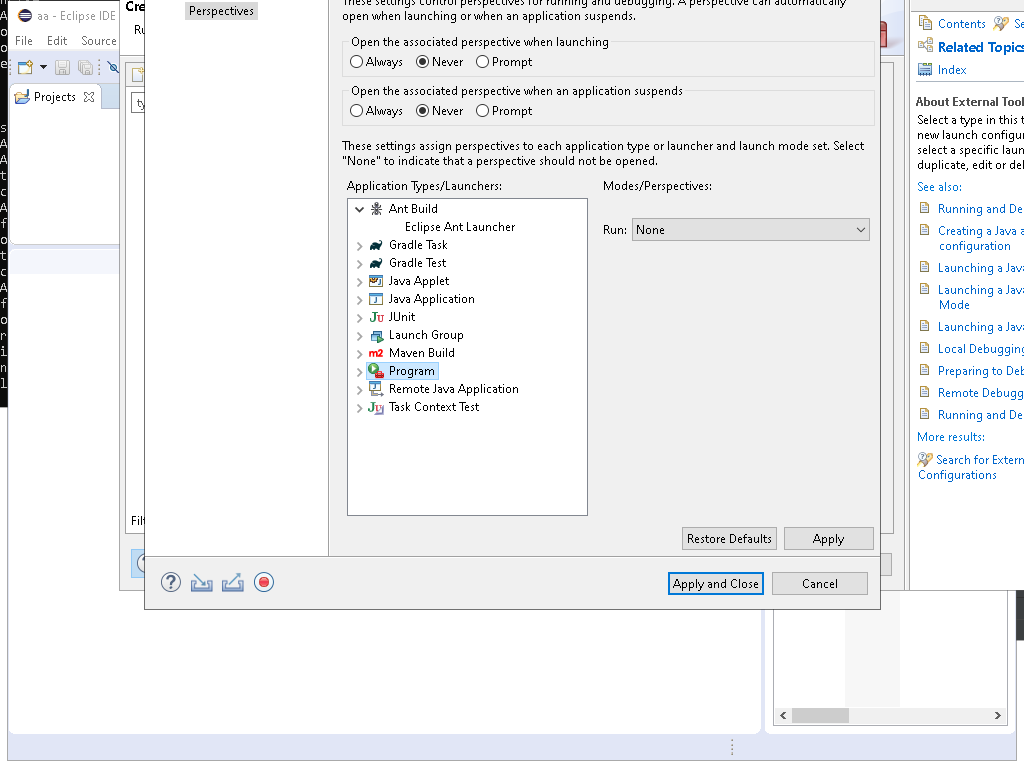 aa - Eclipse IDE
File Edit Source
Projects
Cre
Ru
ty
Filt
Perspectives
These settings control perspectives for running and debugging. A perspective can automatically
open when launching or when an application suspends.
Open the associated perspective when launching
Always Never Prompt
Open the associated perspective when an application suspends
Always Never Prompt
These settings assign perspectives to each application type or launcher and launch mode set. Select
"None" to indicate that a perspective should not be opened.
Application Types/Launchers:
Modes/Perspectives:
Ant Build
Eclipse Ant Launcher
Gradle Task
Gradle Test
Java Applet
Java Application
JUnit
Launch Group
Maven Build
Program
Remote Java Application
Task Context Test
Run: None
Restore Defaults Apply
Apply and Close Cancel
Contents Se
Related Topics
Index
About External Tool
Select a type in this t
new launch configur
select a specific laun
duplicate, edit or del
See also:
Running and De
Creating a Java a
configuration
Launching a Java
Launching a Java
Mode
Launching a Java
Local Debugging
Preparing to Deb
Remote Debugg
Running and De
More results:
Search for Extern
Configurations